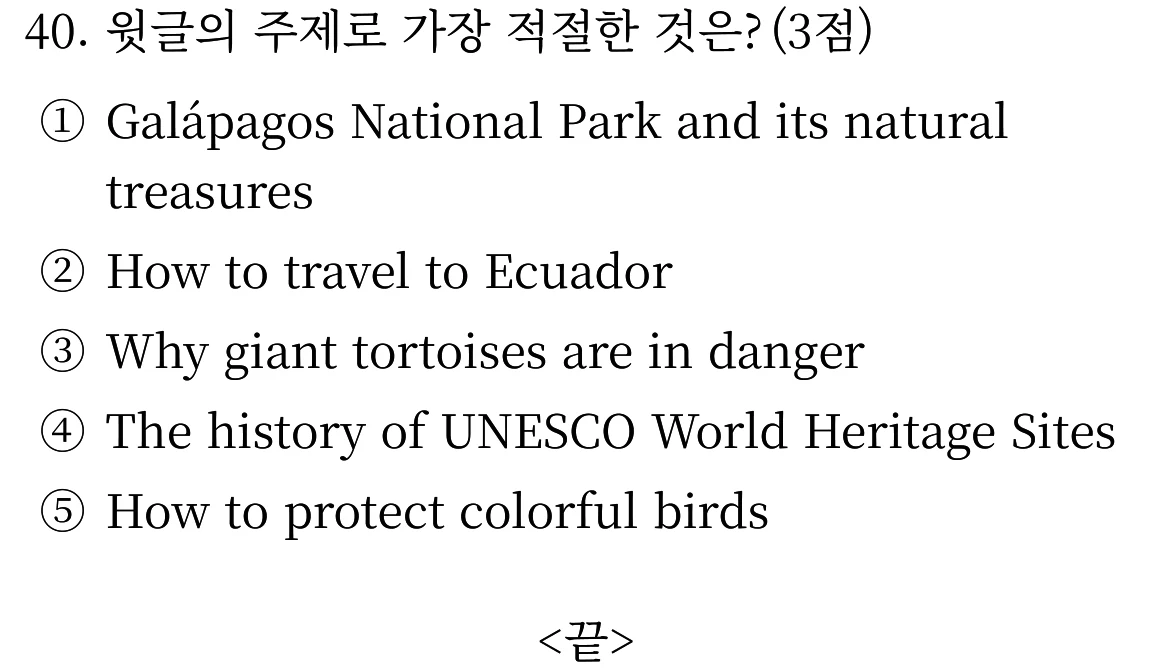 40. 윗글의 주제로 가장 적절한 것은? (3점)
① Galápagos National Park and its natural
treasures
② How to travel to Ecuador
③ Why giant tortoises are in danger
④ The history of UNESCO World Heritage Sites
⑤ How to protect colorful birds
<끝>